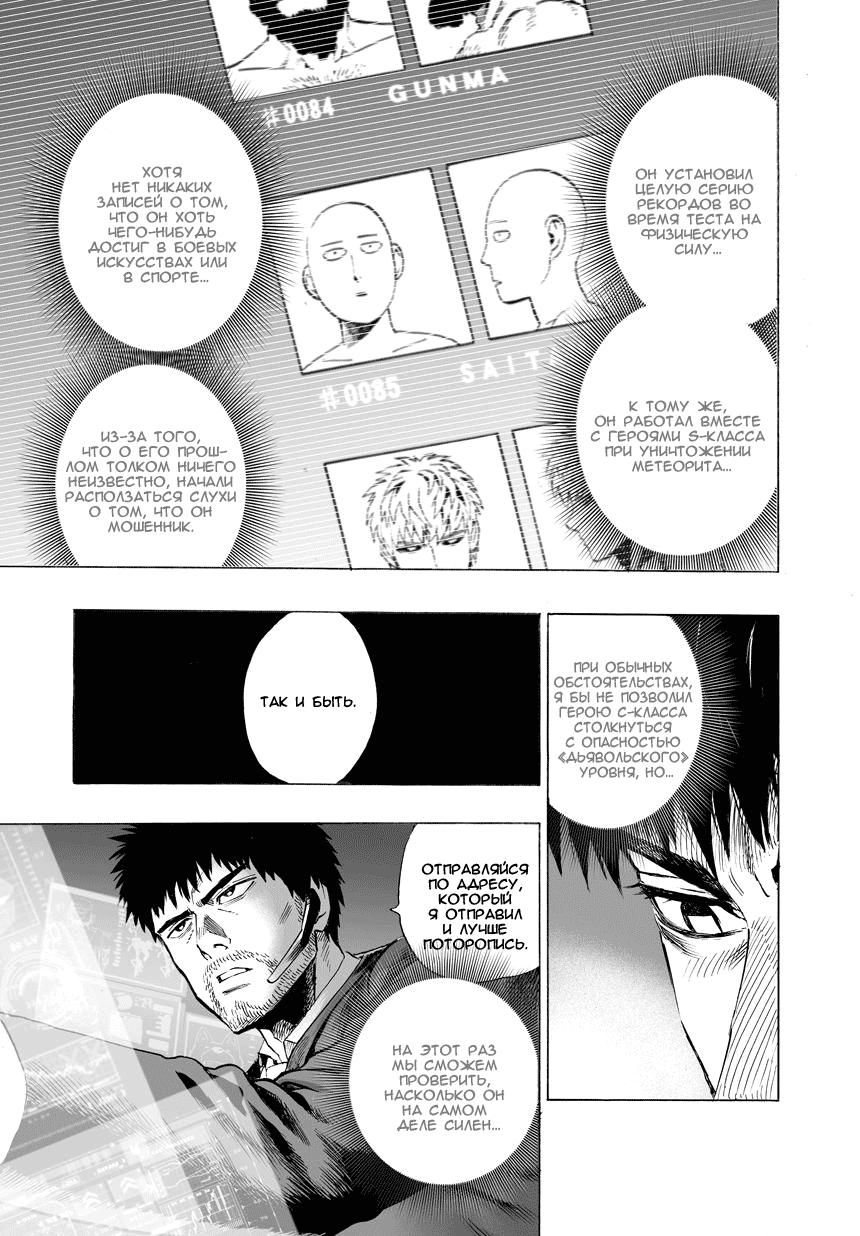 GUNMA
#0084
ОН УСТАНОВИЛ
ЦЕЛУЮ СЕРИЮ
РЕКОРДОВ ВО
ВРЕМЯ ТЕСТА НА
ФИЗИЧЕСКУЮ
СИЛУ...
ХОТЯ
НЕТ НИКАКИХ
ЗАПИСЕЙ О ТОМ,
ЧТО ОН ХОТЬ
ЧЕГО-НИБУДЬ
ДОСТИГ В БОЕВЫХ
ИСКУССТВАХ ИЛИ
В СПОРТЕ...
#0085 SAITA
К ТОМУ ЖЕ,
ОН РАБОТАЛ ВМЕСТЕ
С ГЕРОЯМИ S-КЛАССА
ПРИ УНИЧТОЖЕНИИ
МЕТЕОРИТА...
ИЗ-ЗА ТОГО,
ЧТО О ЕГО ПРОШ-
ЛОМ ТОЛКОМ НИЧЕГО
НЕИЗВЕСТНО, НАЧАЛИ
РАСПОЛЗАТЬСЯ СЛУХИ
О ТОМ, ЧТО ОН
МОШЕННИК.
ПРИ ОБЫЧНЫХ
ОБСТОЯТЕЛЬСТВАХ,
Я БЫ НЕ ПОЗВОЛИЛ
ГЕРОЮ C-КЛАССА
СТОЛКНУТЬСЯ
С ОПАСНОСТЬЮ
《ДЬЯВОЛЬСКОГО》
УРОВНЯ, НО...
ТАК И БЫТЬ.
ОТПРАВЛЯЙСЯ
ПО АДРЕСУ,
КОТОРЫЙ
Я ОТПРАВИЛ
И ЛУЧШЕ
ПОТОРОПИСЬ.
НА ЭТОТ РАЗ
МЫ СМОЖЕМ
ПРОВЕРИТЬ,
НАСКОЛЬКО ОН
НА САМОМ
ДЕЛЕ СИЛЕН...